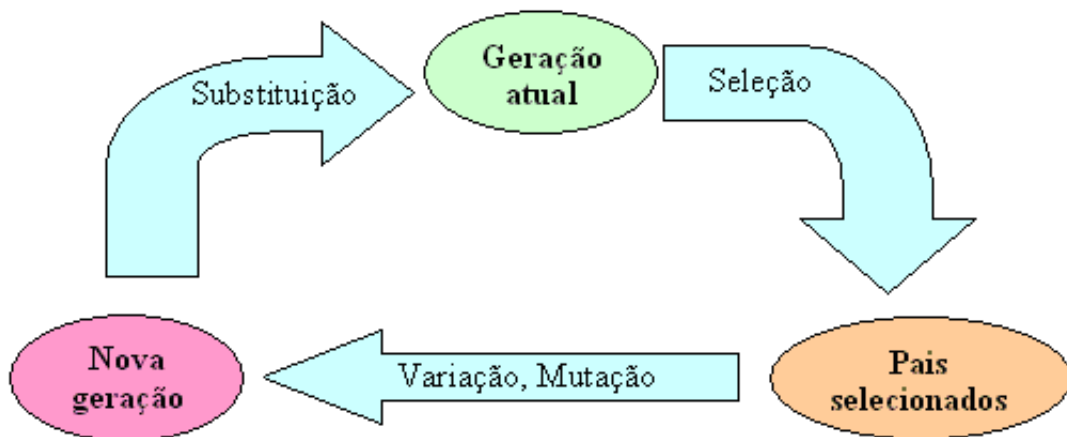 Geração
atual
Seleção
Substituição
Pais
selecionados
Variação, Mutação
Nova
geração